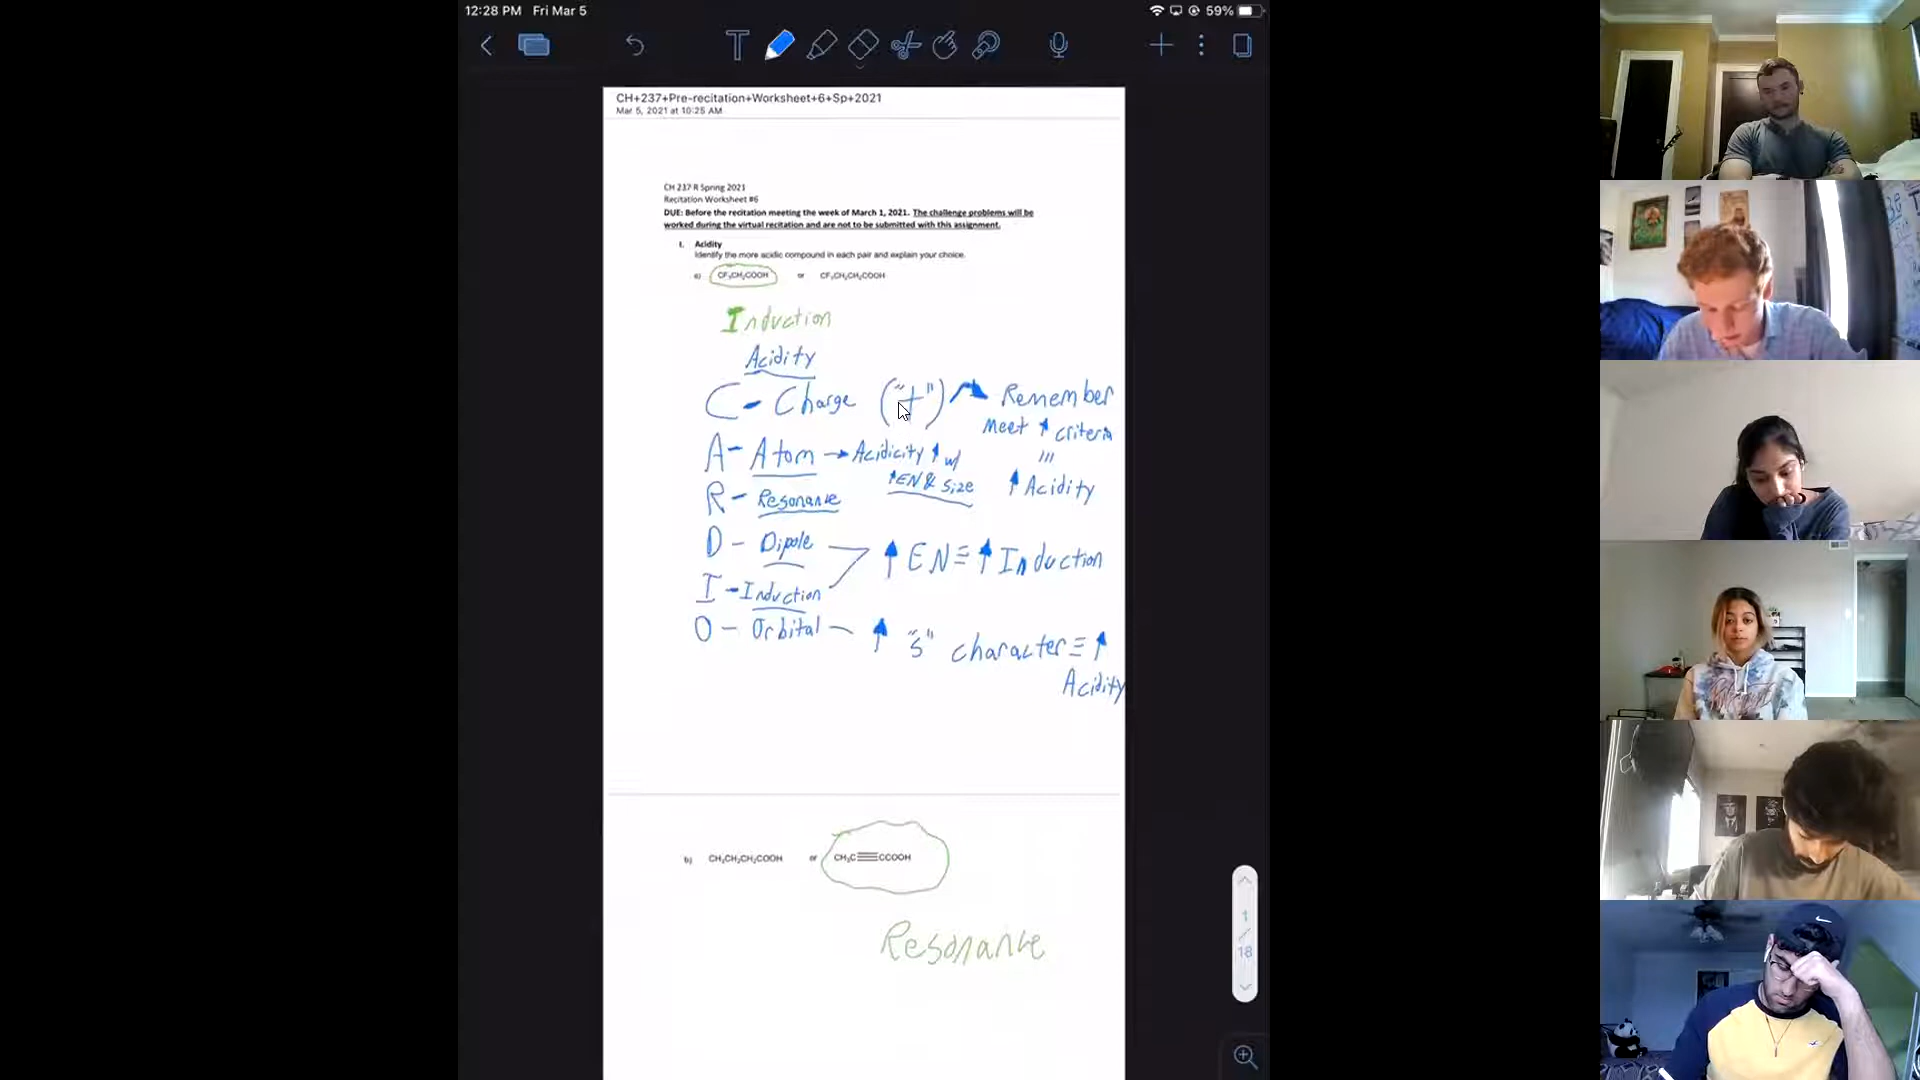 12:28 PM Fri Mar 5
59%
CH+237+Pre-recitation+Worksheet+6+Sp+2021
Mar 5, 2021 at 10:25 AM
CH 237 R Spring 2021
Recitation Worksheet #6
DUE: Before the recitation meeting the week of March 1, 2021. The challenge problems will be
worked during the virtual recitation and are not to be submitted with this assignment.
I. Acidity
Identify the more acidic compound in each pair and explain your choice.
a) CF₃CH₂COOH or CF₃CH₂CH₂COOH
Induction
Acidity
C - Charge ("+") Remember
Meet ↑ criteria
A - Atom → Acidicity ↑ w/
↑EN & Size
≡
↑ Acidity
R - Resonance
D - Dipole
↑ EN ≡ ↑ Induction
I - Induction
O - Orbital - ↑ "s" character ≡ ↑
Acidity
b) CH₃CH₂CH₂COOH or CH₃C≡CCOOH
Resonance
1
/
18